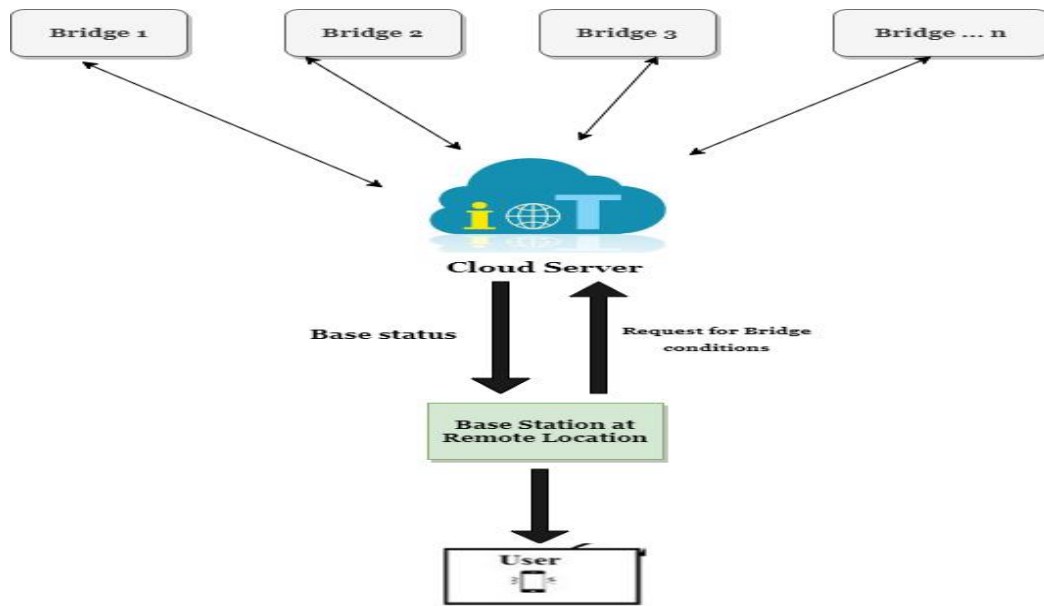 Bridge 1
Bridge 2
Bridge 3
Bridge ... n
iOT
Cloud Server
Base status
Request for Bridge
conditions
Base Station at
Remote Location
User